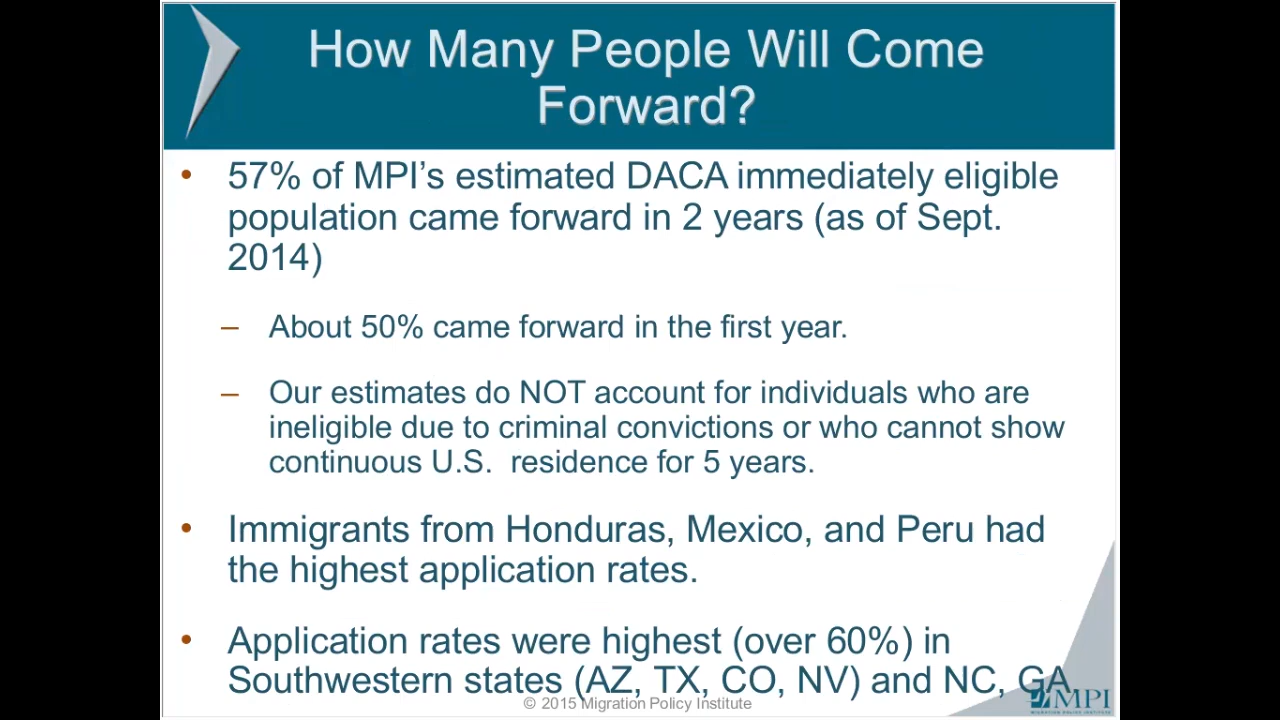 How Many People Will Come
Forward?
• 57% of MPI’s estimated DACA immediately eligible
population came forward in 2 years (as of Sept.
2014)
– About 50% came forward in the first year.
– Our estimates do NOT account for individuals who are
ineligible due to criminal convictions or who cannot show
continuous U.S.  residence for 5 years.
• Immigrants from Honduras, Mexico, and Peru had
the highest application rates.
• Application rates were highest (over 60%) in
Southwestern states (AZ, TX, CO, NV) and NC, GA
© 2015 Migration Policy Institute
MPI
MIGRATION POLICY INSTITUTE